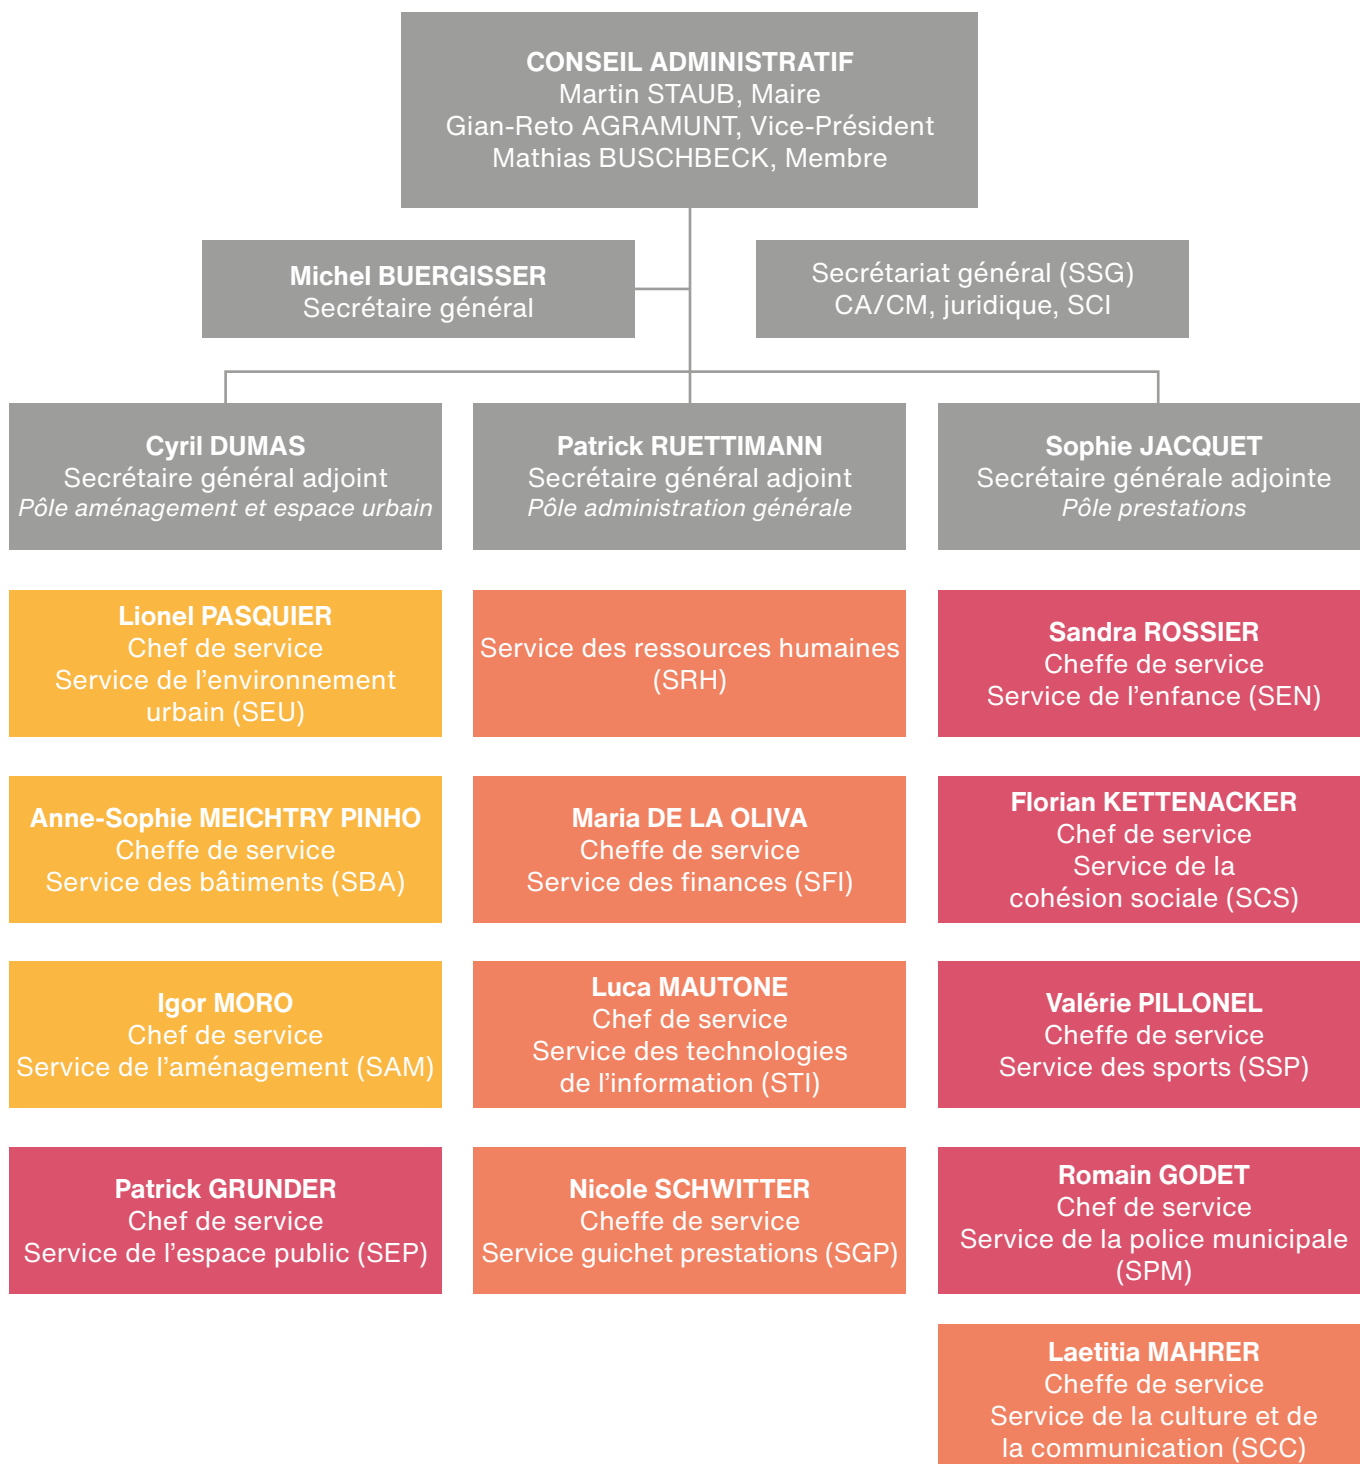 CONSEIL ADMINISTRATIF
Martin STAUB, Maire
Gian-Reto AGRAMUNT, Vice-Président
Mathias BUSCHBECK, Membre
Michel BUERGISSER
Secrétaire général
Secrétariat général (SSG)
CA/CM, juridique, SCI
Cyril DUMAS
Secrétaire général adjoint
Pôle aménagement et espace urbain
Patrick RUETTIMANN
Secrétaire général adjoint
Pôle administration générale
Sophie JACQUET
Secrétaire générale adjointe
Pôle prestations
Lionel PASQUIER
Chef de service
Service de l'environnement
urbain (SEU)
Service des ressources humaines
(SRH)
Sandra ROSSIER
Cheffe de service
Service de l'enfance (SEN)
Anne-Sophie MEICHTRY PINHO
Cheffe de service
Service des bâtiments (SBA)
Maria DE LA OLIVA
Cheffe de service
Service des finances (SFI)
Florian KETTENACKER
Chef de service
Service de la
cohésion sociale (SCS)
Igor MORO
Chef de service
Service de l'aménagement (SAM)
Luca MAUTONE
Chef de service
Service des technologies
de l'information (STI)
Valérie PILLONEL
Cheffe de service
Service des sports (SSP)
Patrick GRUNDER
Chef de service
Service de l'espace public (SEP)
Nicole SCHWITTER
Cheffe de service
Service guichet prestations (SGP)
Romain GODET
Chef de service
Service de la police municipale
(SPM)
Laetitia MAHRER
Cheffe de service
Service de la culture et de
la communication (SCC)